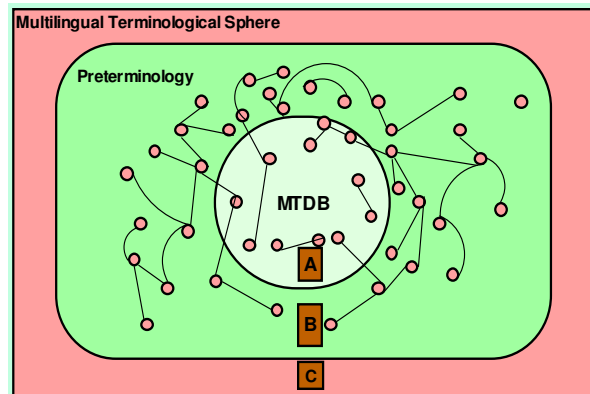 Multilingual Terminological Sphere
Preterminology
MTDB
A
B
C